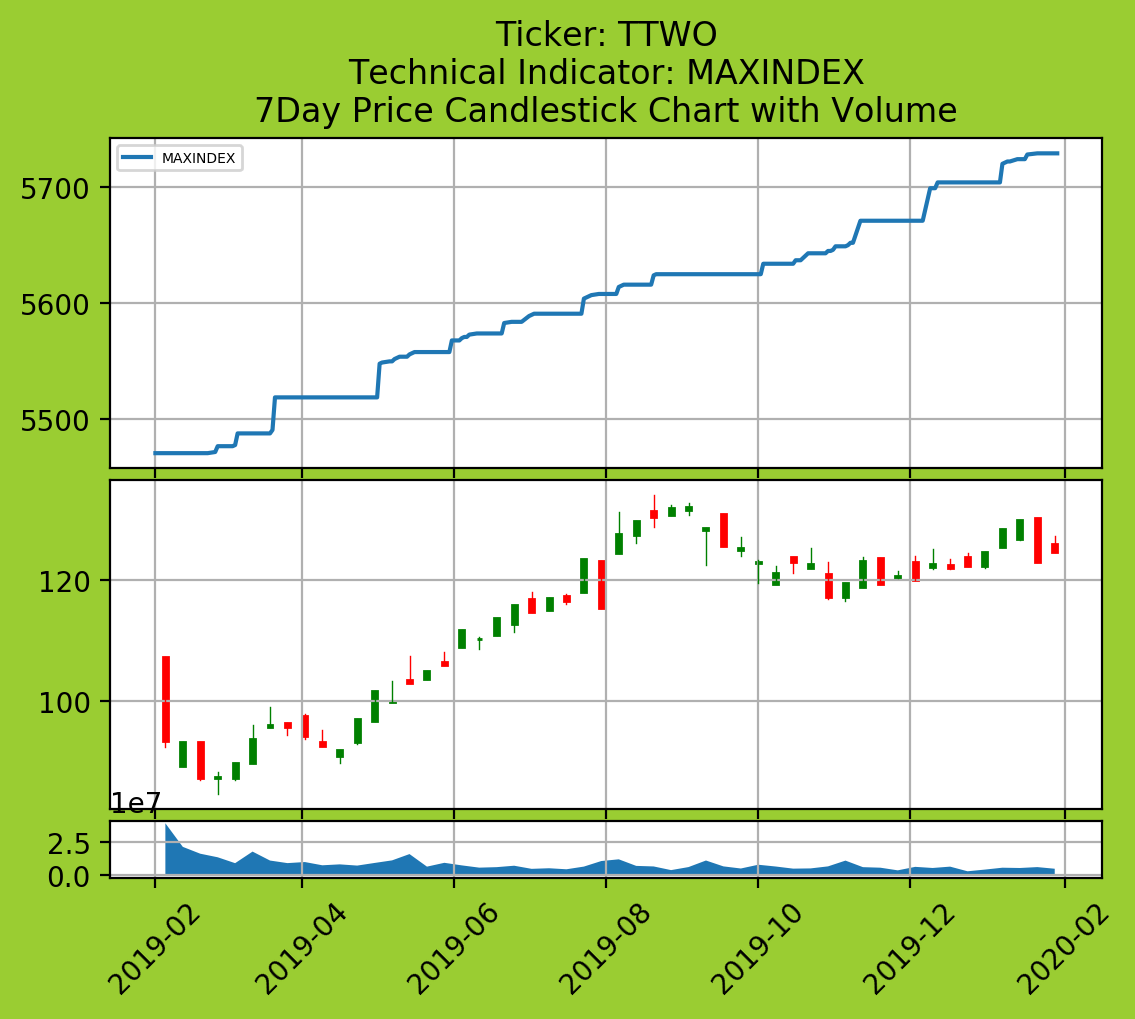 Ticker: TTWO
Technical Indicator: MAXINDEX
7Day Price Candlestick Chart with Volume
MAXINDEX
5700
5600
5500
120
100
1e7
2.5
0.0
2019-02
2019-04
2019-06
2019-08
2019-10
2019-12
2020-02